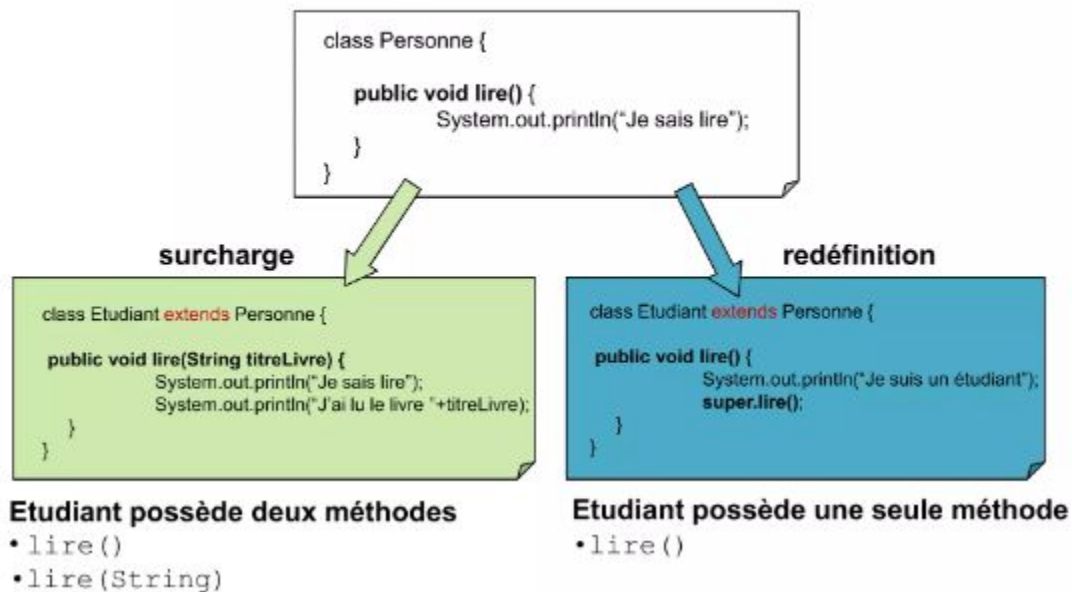 class Personne {
public void lire() {
System.out.println("Je sais lire");
}
}
surcharge
class Etudiant extends Personne {
public void lire(String titreLivre) {
System.out.println("Je sais lire");
System.out.println("J'ai lu le livre "+titreLivre);
}
}
Etudiant possède deux méthodes
• lire()
• lire(String)
redéfinition
class Etudiant extends Personne {
public void lire() {
System.out.println("Je suis un étudiant");
super.lire();
}
}
Etudiant possède une seule méthode
• lire()